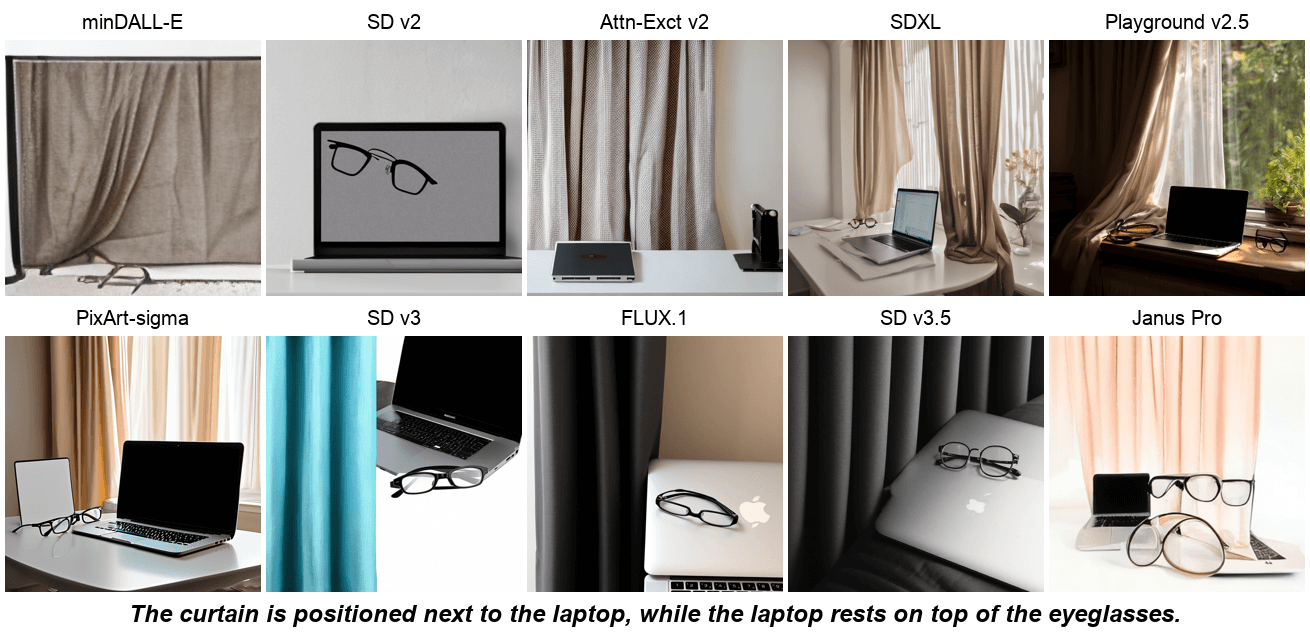 minDALL-E
SD v2
Attn-Exct v2
SDXL
Playground v2.5
PixArt-sigma
SD v3
FLUX.1
SD v3.5
Janus Pro
The curtain is positioned next to the laptop, while the laptop rests on top of the eyeglasses.